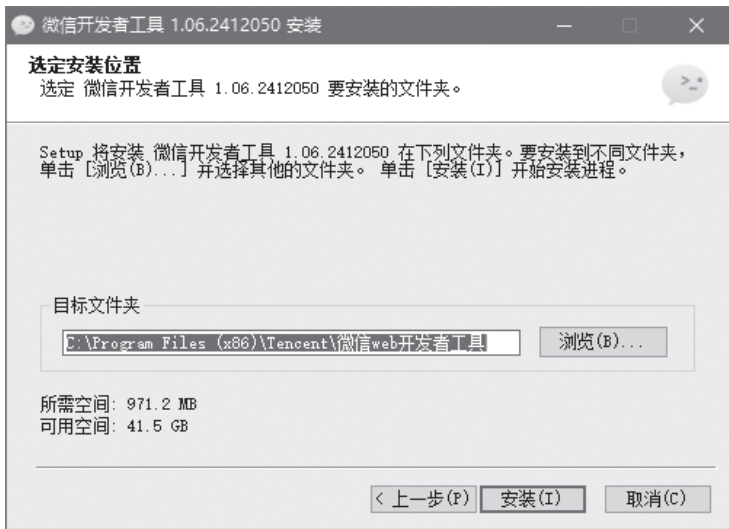 微信开发者工具 1.06.2412050 安装
选定安装位置
选定 微信开发者工具 1.06.2412050 要安装的文件夹。
Setup 将安装 微信开发者工具 1.06.2412050 在下列文件夹。要安装到不同文件夹，
单击 [浏览(B)...] 并选择其他的文件夹。 单击 [安装(I)] 开始安装进程。
目标文件夹
C:\Program Files (x86)\Tencent\微信web开发者工具
浏览(B)...
所需空间: 971.2 MB
可用空间: 41.5 GB
< 上一步(P)
安装(I)
取消(C)